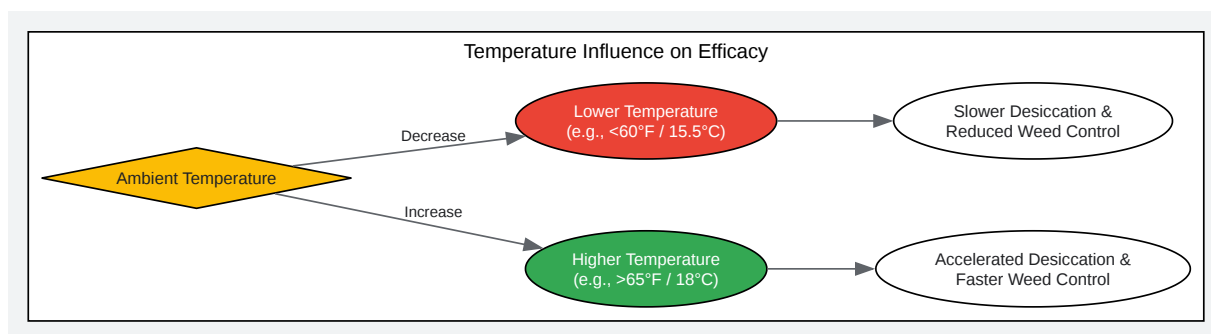 Temperature Influence on Efficacy
Lower Temperature
(e.g., <60°F / 15.5°C)
Slower Desiccation &
Reduced Weed Control
Decrease
Ambient Temperature
Increase
Higher Temperature
(e.g., >65°F / 18°C)
Accelerated Desiccation &
Faster Weed Control